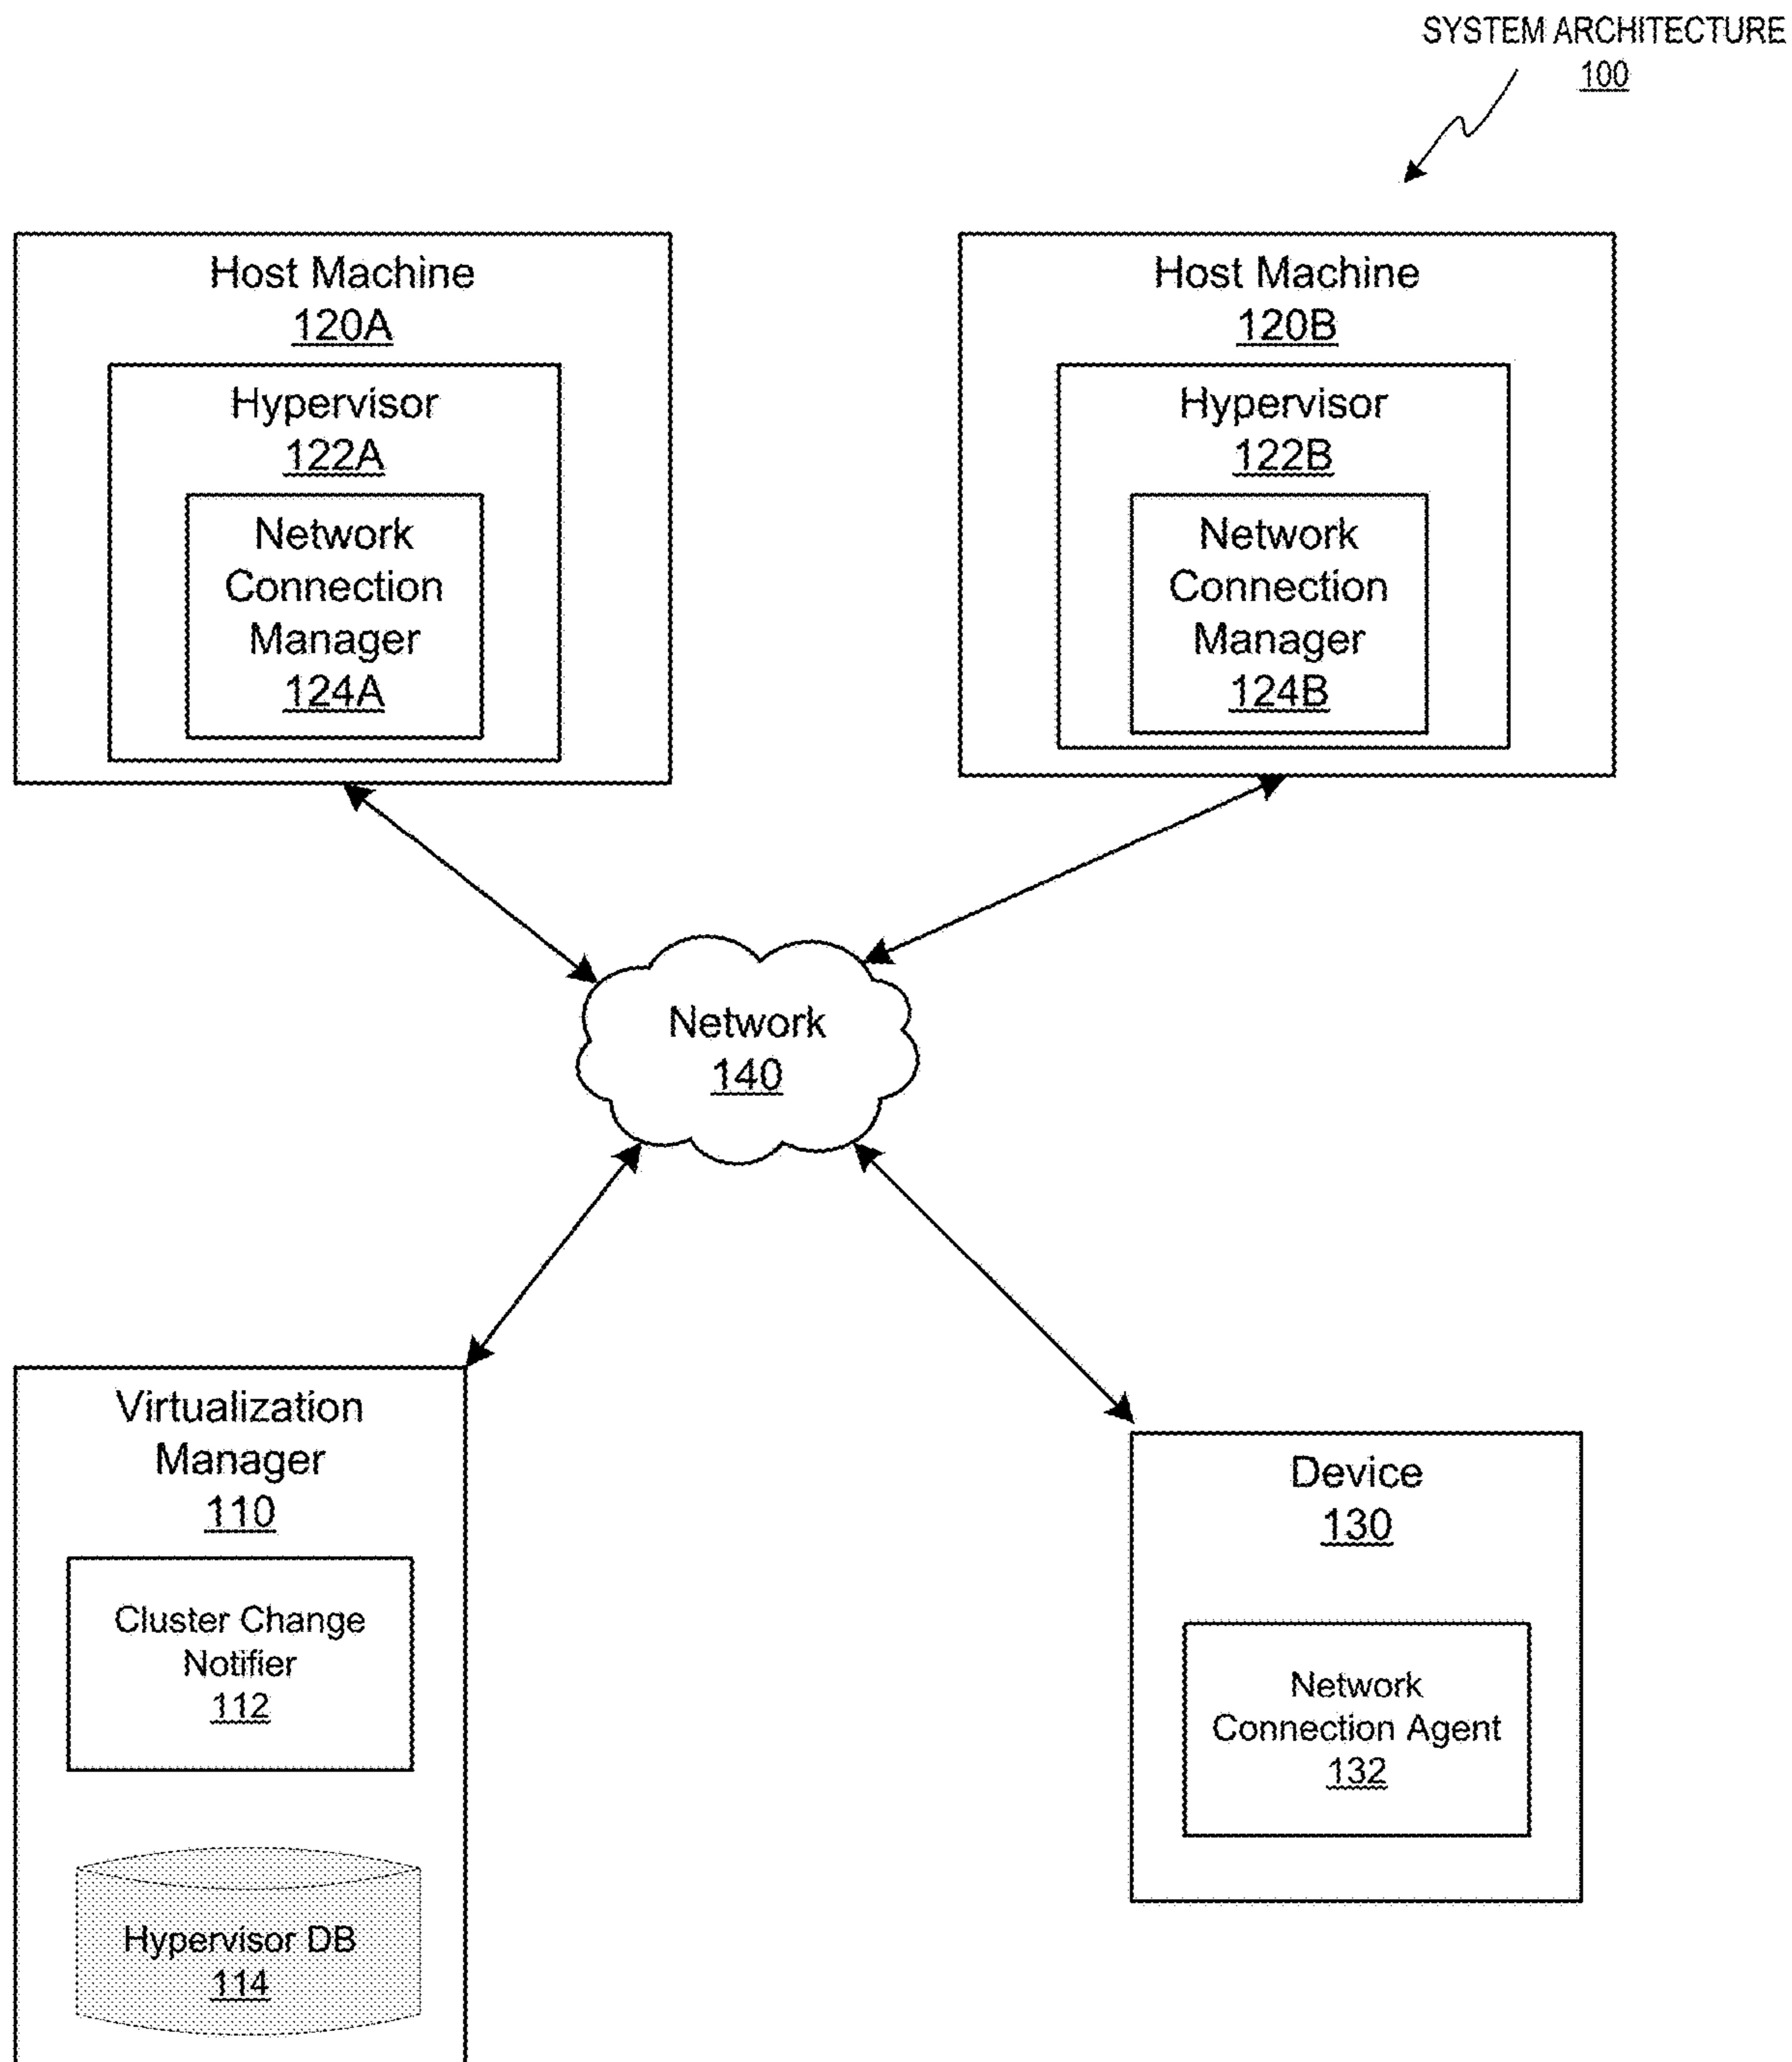 SYSTEM ARCHITECTURE
100
Host Machine
120A
Hypervisor
122A
Network
Connection
Manager
124A
Host Machine
120B
Hypervisor
122B
Network
Connection
Manager
124B
Network
140
Virtualization
Manager
110
Cluster Change
Notifier
112
Hypervisor DB
114
Device
130
Network
Connection Agent
132